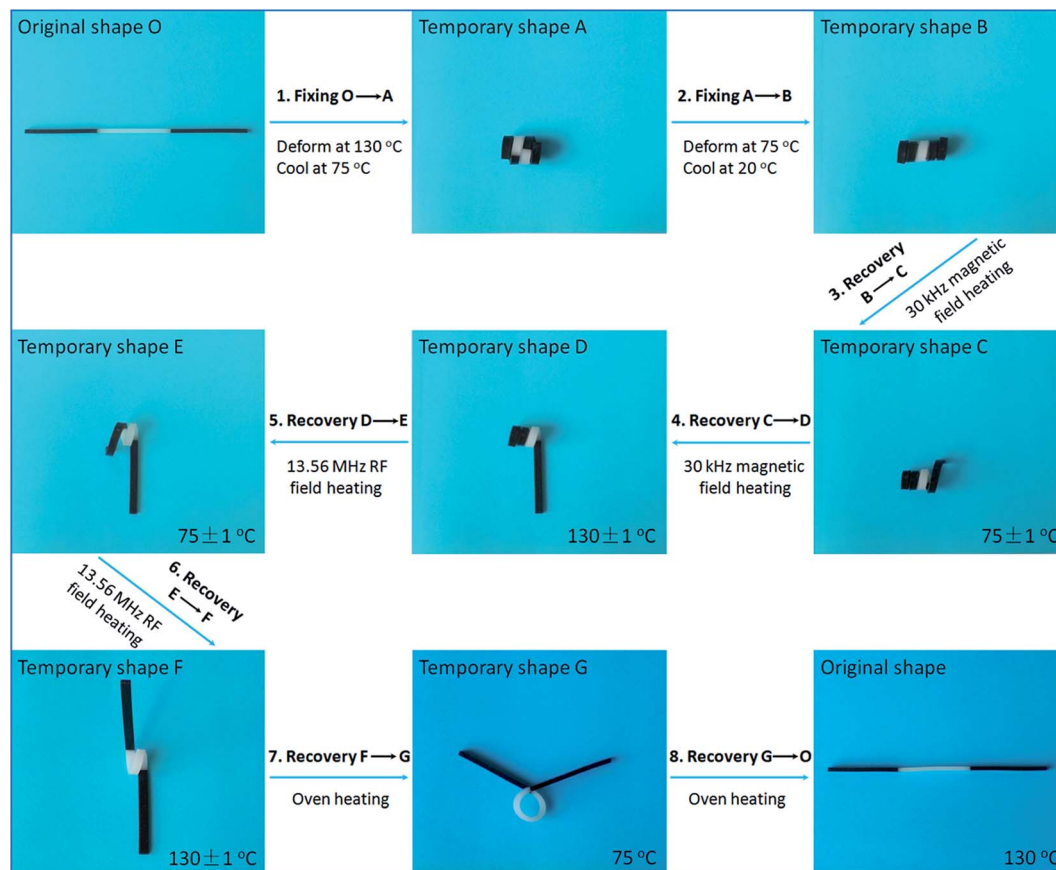 Original shape O
1. Fixing O→A
Deform at 130 °C
Cool at 75 °C
Temporary shape A
2. Fixing A→B
Deform at 75 °C
Cool at 20 °C
Temporary shape B
3. Recovery
B→C
30 kHz magnetic
field heating
Temporary shape C
75±1 °C
4. Recovery C→D
30 kHz magnetic
field heating
Temporary shape D
130±1 °C
5. Recovery D→E
13.56 MHz RF
field heating
Temporary shape E
75±1 °C
6. Recovery
E→F
13.56 MHz RF
field heating
Temporary shape F
130±1 °C
7. Recovery F→G
Oven heating
Temporary shape G
75 °C
8. Recovery G→O
Oven heating
Original shape
130 °C